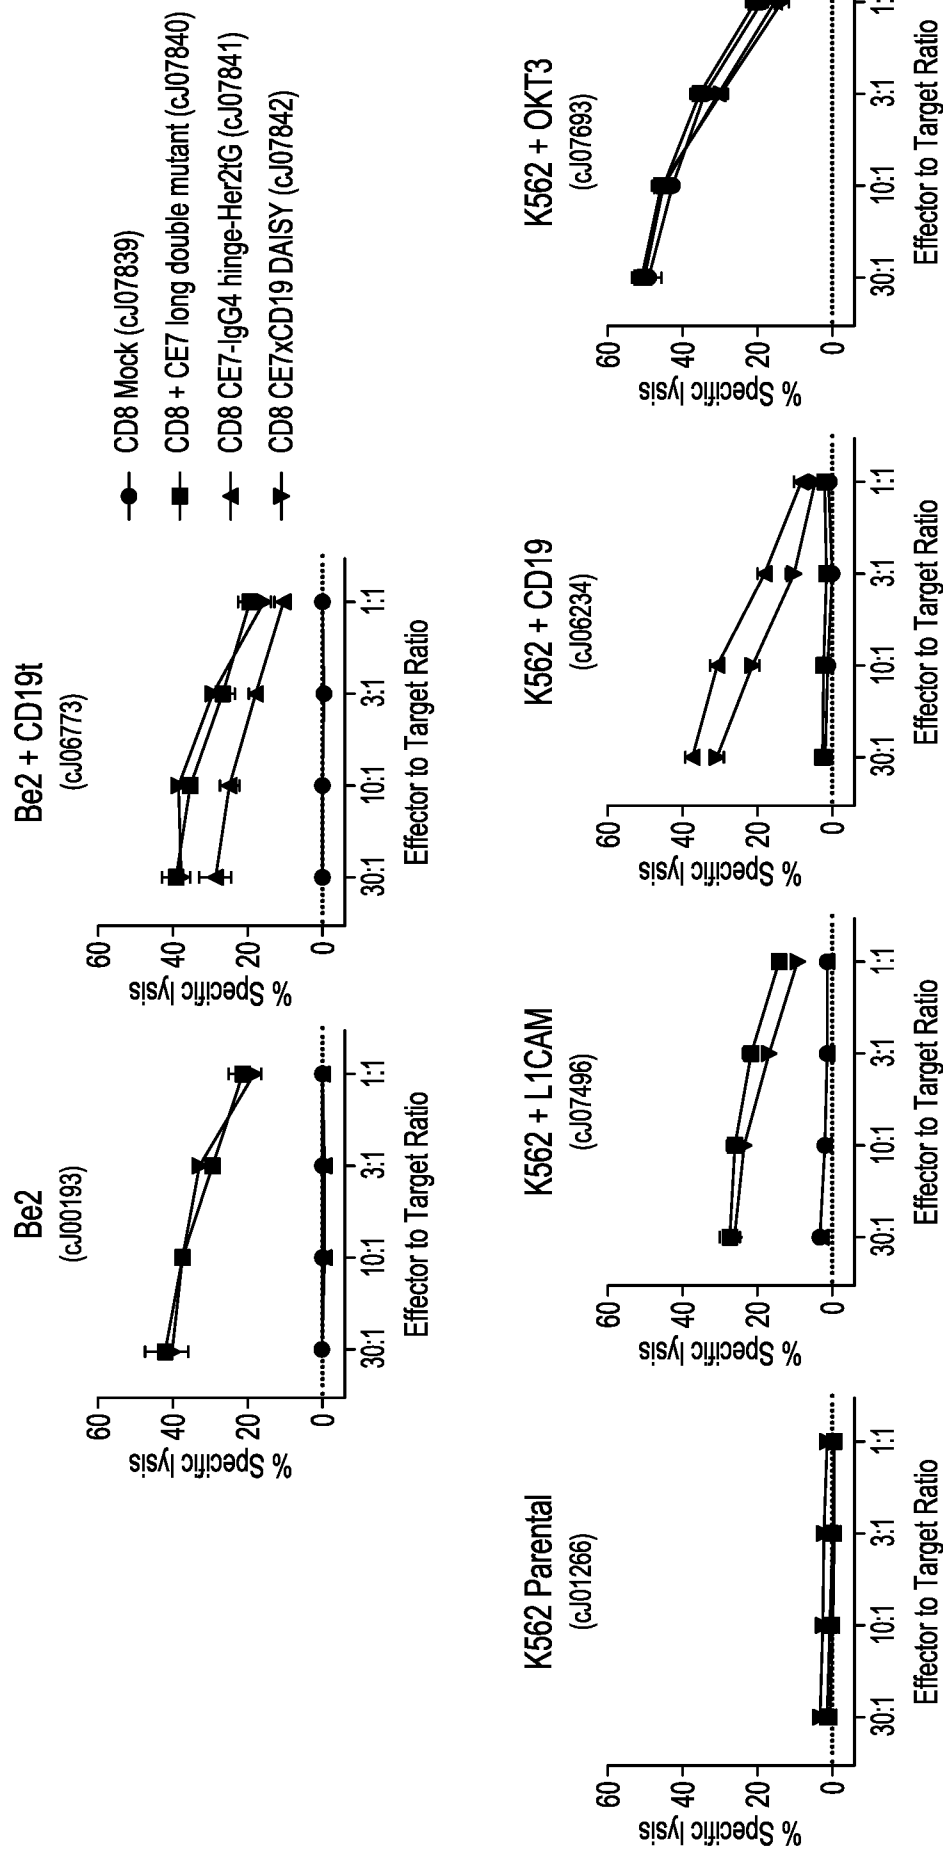 Be2
(cJ00193)
60
40
20
0
% Specific lysis
30:1
10:1
3:1
1:1
Effector to Target Ratio
Be2 + CD19t
(cJ06773)
60
40
20
0
% Specific lysis
30:1
10:1
3:1
1:1
Effector to Target Ratio
CD8 Mock (cJ07839)
CD8 + CE7 long double mutant (cJ07840)
CD8 CE7-IgG4 hinge-Her2tG (cJ07841)
CD8 CE7xCD19 DAISY (cJ07842)
K562 Parental
(cJ01266)
60
40
20
0
% Specific lysis
30:1
10:1
3:1
1:1
Effector to Target Ratio
K562 + L1CAM
(cJ07496)
60
40
20
0
% Specific lysis
30:1
10:1
3:1
1:1
Effector to Target Ratio
K562 + CD19
(cJ06234)
60
40
20
0
% Specific lysis
30:1
10:1
3:1
1:1
Effector to Target Ratio
K562 + OKT3
(cJ07693)
60
40
20
0
% Specific lysis
30:1
10:1
3:1
Effector to Target Ratio